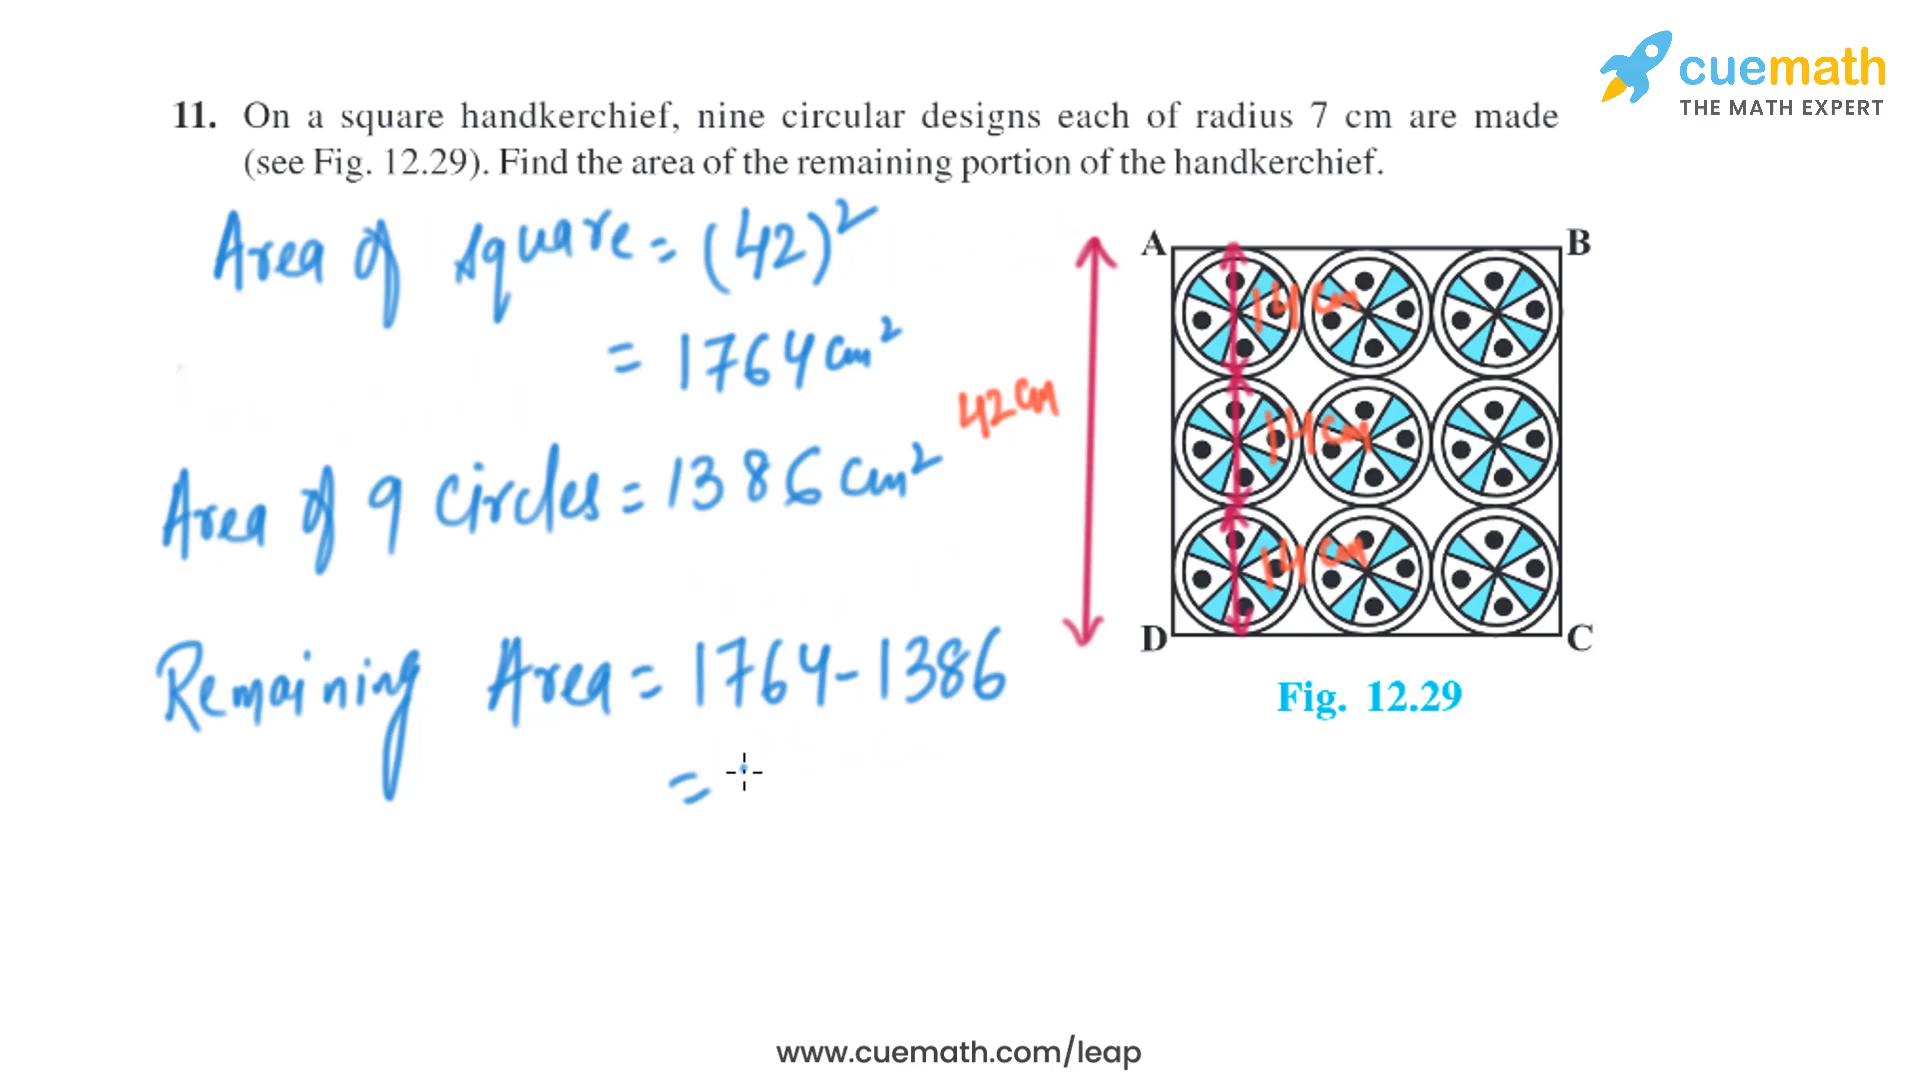 cuemath
THE MATH EXPERT
11. On a square handkerchief, nine circular designs each of radius 7 cm are made
(see Fig. 12.29). Find the area of the remaining portion of the handkerchief.
Area of square = (42)²
= 1764 cm²
Area of 9 circles = 1386 cm²
Remaining Area = 1764 - 1386
=
42 cm
A B
14 cm
14 cm
14 cm
D C
Fig. 12.29
www.cuemath.com/leap